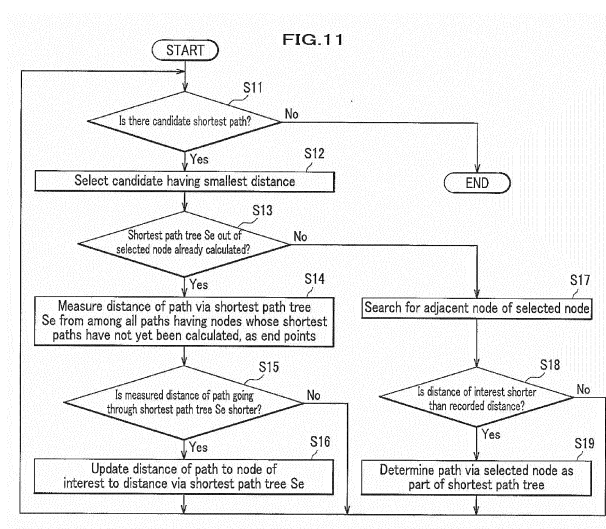 FIG.11
START
S11
Is there candidate shortest path?
No
Yes
S12
Select candidate having smallest distance
END
S13
Shortest path tree Se out of
selected node already calculated?
No
Yes
S14
Measure distance of path via shortest path tree
Se from among all paths having nodes whose shortest
paths have not yet been calculated, as end points
S17
Search for adjacent node of selected node
S15
Is measured distance of path going
through shortest path tree Se shorter?
No
Yes
S18
Is distance of interest shorter
than recorded distance?
No
Yes
S16
Update distance of path to node of
interest to distance via shortest path tree Se
S19
Determine path via selected node as
part of shortest path tree